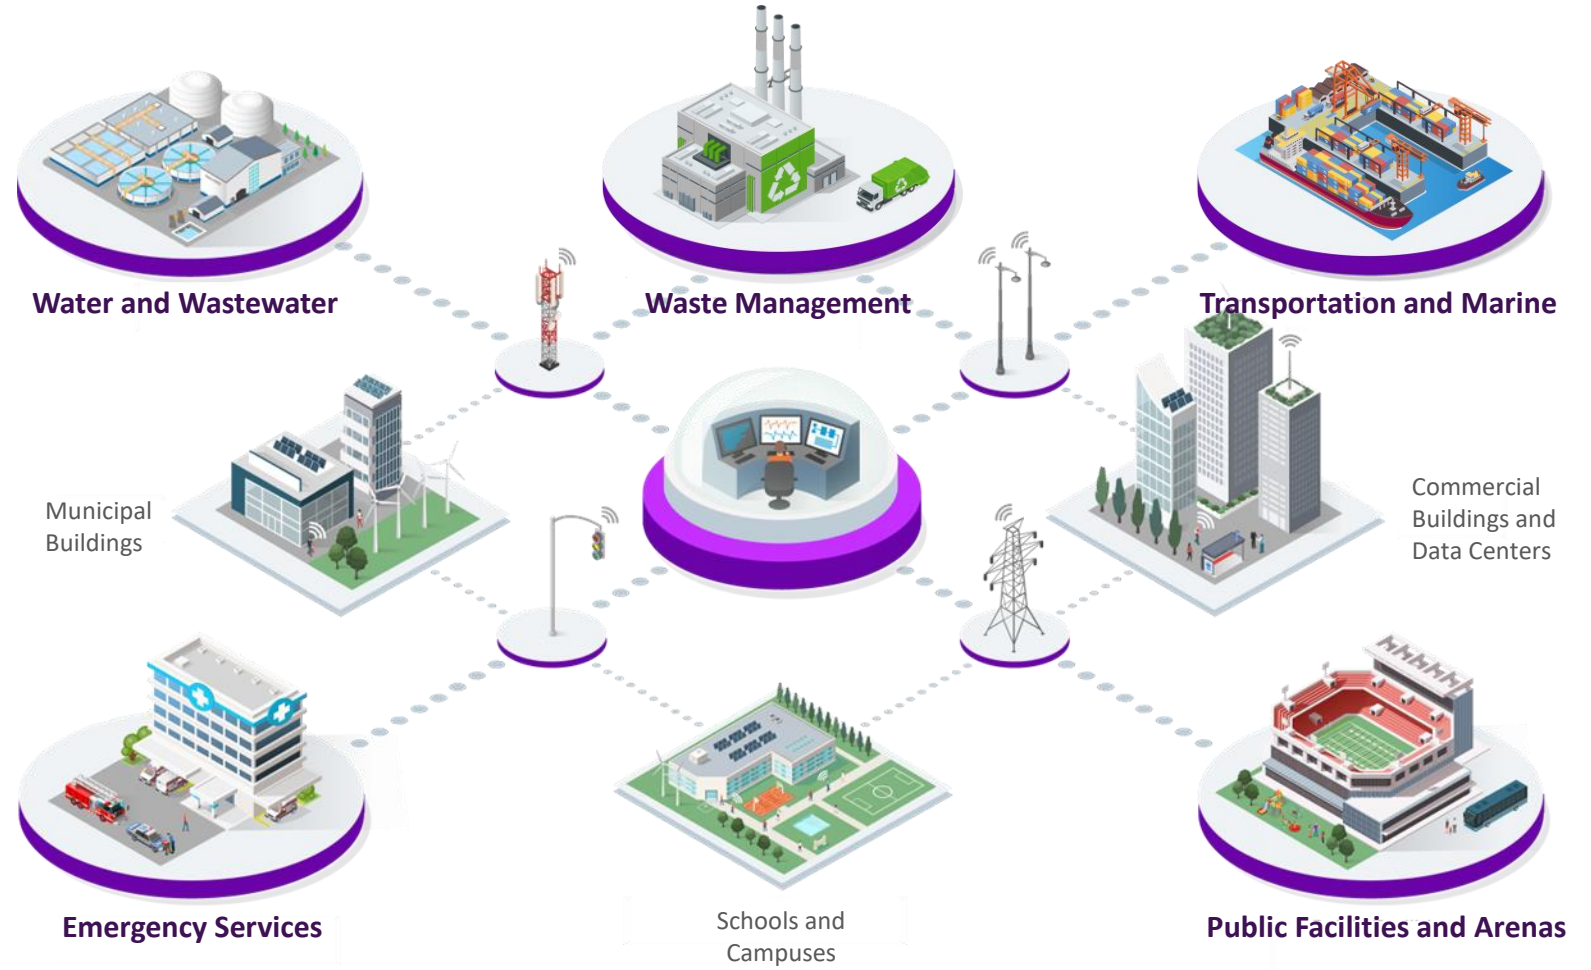 Water and Wastewater
Waste Management
Transportation and Marine
Municipal
Buildings
Commercial
Buildings and
Data Centers
Emergency Services
Schools and
Campuses
Public Facilities and Arenas